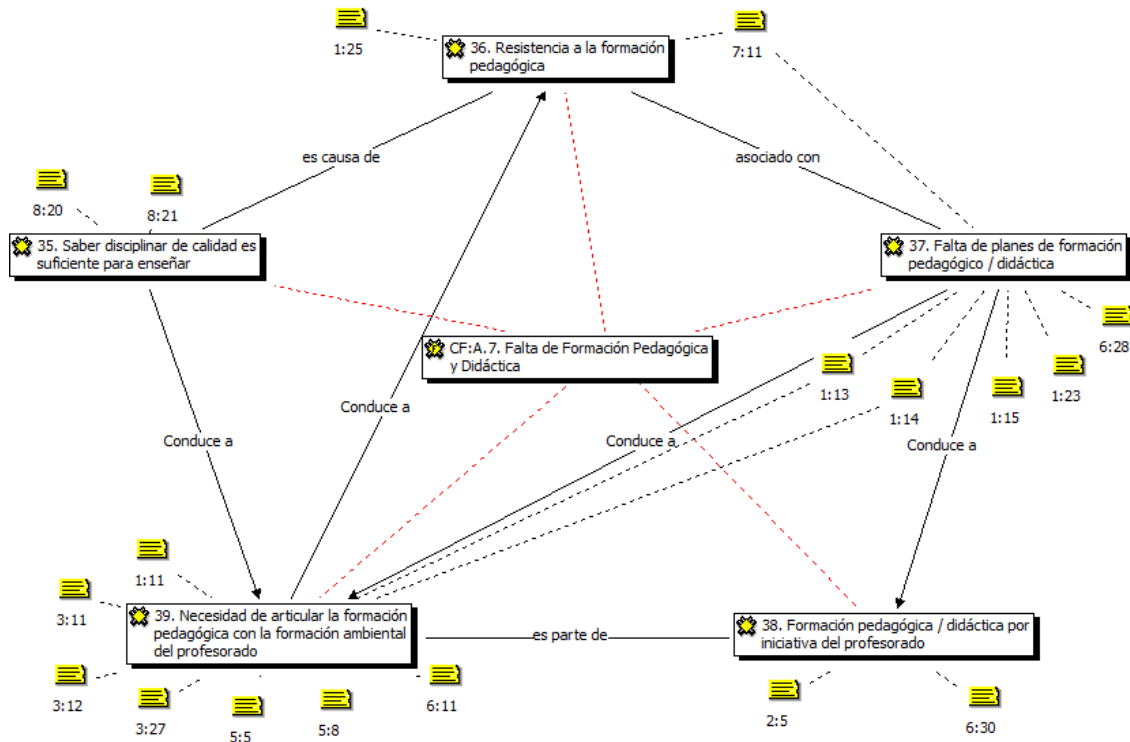 1:25
36. Resistencia a la formación
pedagógica
7:11
es causa de
asociado con
8:20
8:21
35. Saber disciplinar de calidad es
suficiente para enseñar
37. Falta de planes de formación
pedagógico / didáctica
CF:A.7. Falta de Formación Pedagógica
y Didáctica
6:28
1:13
1:14
1:15
1:23
Conduce a
Conduce a
Conduce a
Conduce a
1:11
3:11
39. Necesidad de articular la formación
pedagógica con la formación ambiental
del profesorado
es parte de
38. Formación pedagógica / didáctica por
iniciativa del profesorado
3:12
3:27
5:5
5:8
6:11
2:5
6:30